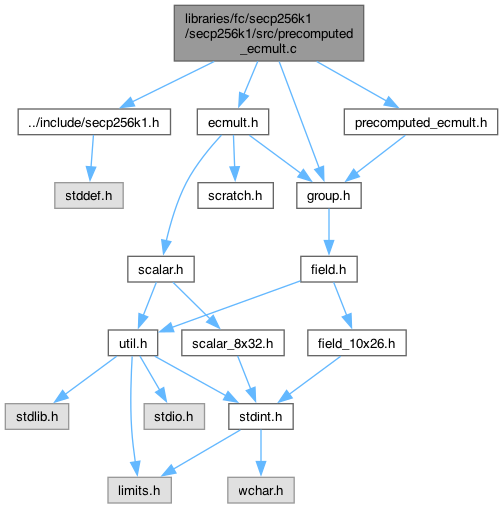 libraries/fc/secp256k1
/secp256k1/src/precomputed
_ecmult.c
../include/secp256k1.h
ecmult.h
precomputed_ecmult.h
stddef.h
scratch.h
group.h
scalar.h
field.h
util.h
scalar_8x32.h
field_10x26.h
stdlib.h
stdio.h
stdint.h
limits.h
wchar.h